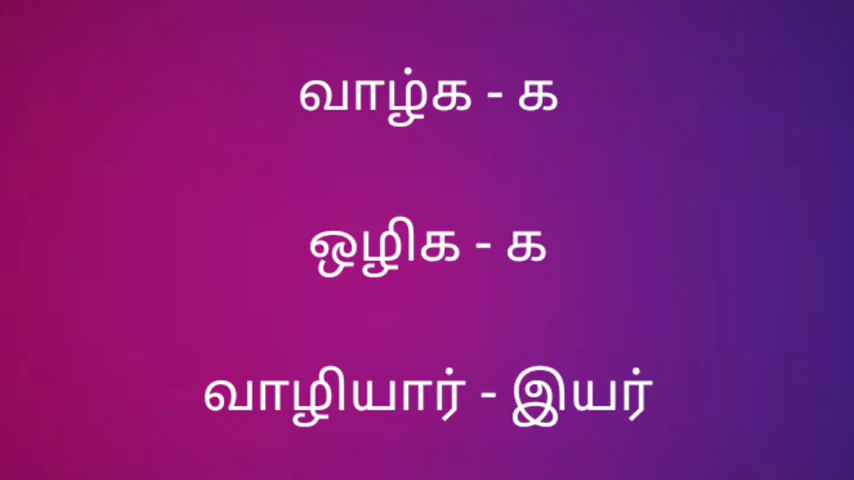 வாழ்க - க
ஒழிக - க
வாழியார் - இயர்